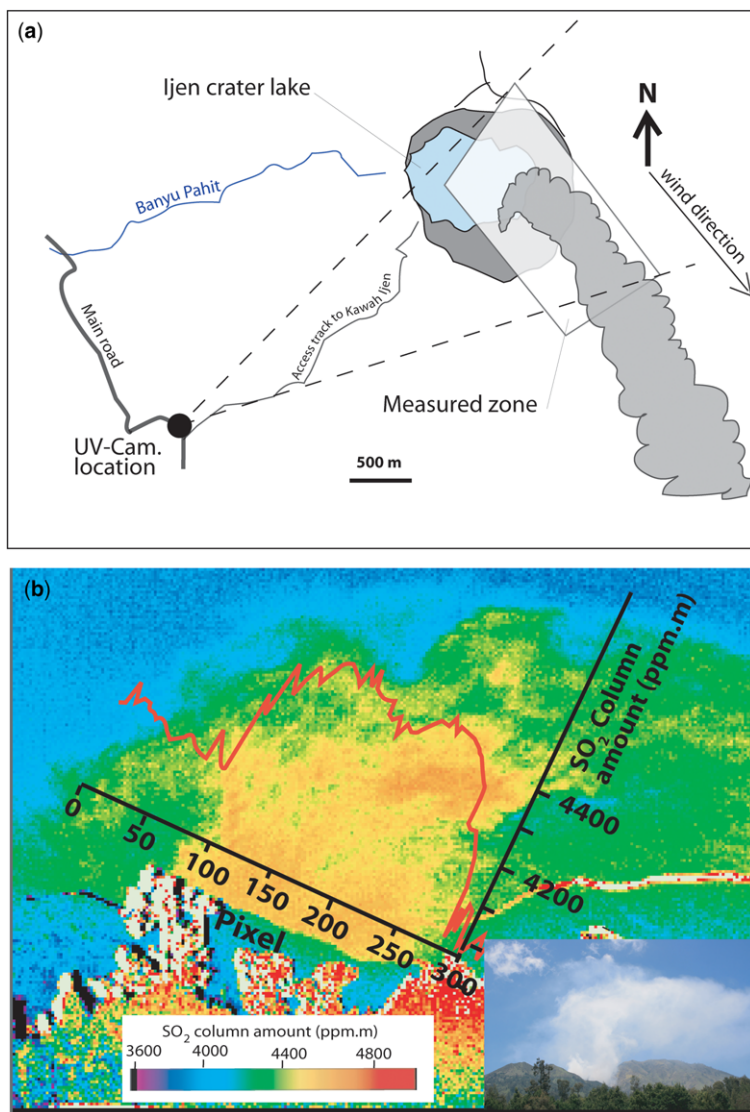 (a)
Ijen crater lake
N
wind direction
Banyu Pahit
Main road
Access track to Kawah Ijen
Measured zone
UV-Cam.
location
500 m
(b)
SO2 Column
amount (ppm.m)
4400
4200
0
50
100
150
200
250
300
Pixel
SO2 column amount (ppm.m)
3600
4000
4400
4800